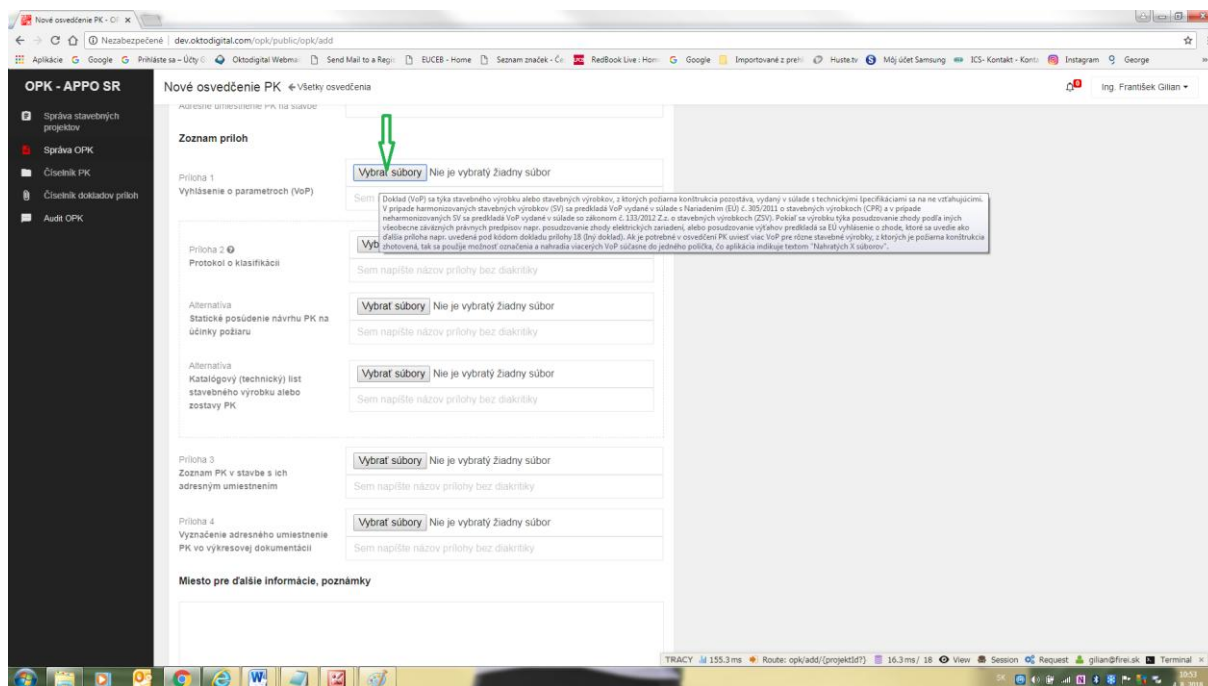 Nové osvedčenie PK - OP
Nezabezpečené | dev.oktodigital.com/opk/public/opk/add
Aplikácie Google Prihláste sa – Účty G Oktodigital Webmai Send Mail to a Regis EUCEB - Home Seznam značek - Če RedBook Live : Hom Google Importované z preh Huste.tv Môj účet Samsung ICS- Kontakt - Konta Instagram George
OPK - APPO SR
Nové osvedčenie PK Všetky osvedčenia
Ing. František Gilian
Správa stavebných projektov
Správa OPK
Číselník PK
Číselník dokladov príloh
Audit OPK
Adresné umiestnenie PK na stavbe
Zoznam príloh
Príloha 1
Vyhlásenie o parametroch (VoP)
Vybrať súbory Nie je vybratý žiadny súbor
Sem
Doklad (VoP) sa týka stavebného výrobku alebo stavebných výrobkov, z ktorých požiarna konštrukcia pozostáva, vydaný v súlade s technickými špecifikáciami sa na ne vzťahujúcimi.
V prípade harmonizovaných stavebných výrobkov (SV) sa predkladá VoP vydané v súlade s Nariadením (EÚ) č. 305/2011 o stavebných výrobkoch (CPR) a v prípade
neharmonizovaných SV sa predkladá VoP vydané v súlade so zákonom č. 133/2012 Z.z. o stavebných výrobkoch (ZSV). Pokiaľ sa výrobku týka posudzovanie zhody podľa iných
všeobecne záväzných právnych predpisov napr. posudzovanie zhody elektrických zariadení, alebo posudzovanie výťahov predkladá sa EÚ vyhlásenie o zhode, ktoré sa uvedie ako
ďalšia príloha napr. uvedená pod kódom dokladu prílohy 18 (Iný doklad). Ak je potrebné v osvedčení PK uviesť viac VoP pre rôzne stavebné výrobky, z ktorých je požiarna konštrukcia
zhotovená, tak sa použije možnosť označenia a nahradia viacerých VoP súčasne do jedného políčka, čo aplikácia indikuje textom "Nahratých X súborov".
Príloha 2
Protokol o klasifikácii
Vyb
Sem napíšte názov prílohy bez diakritiky
Alternatíva
Statické posúdenie návrhu PK na
účinky požiaru
Vybrať súbory Nie je vybratý žiadny súbor
Sem napíšte názov prílohy bez diakritiky
Alternatíva
Katalógový (technický) list
stavebného výrobku alebo
zostavy PK
Vybrať súbory Nie je vybratý žiadny súbor
Sem napíšte názov prílohy bez diakritiky
Príloha 3
Zoznam PK v stavbe s ich
adresným umiestnením
Vybrať súbory Nie je vybratý žiadny súbor
Sem napíšte názov prílohy bez diakritiky
Príloha 4
Vyznačenie adresného umiestnenie
PK vo výkresovej dokumentácii
Vybrať súbory Nie je vybratý žiadny súbor
Sem napíšte názov prílohy bez diakritiky
Miesto pre ďalšie informácie, poznámky
TRACY 155.3 ms Route: opk/add/{projektId?} 16.3 ms / 18 View Session Request gilian@firei.sk Terminal
SK 10:53